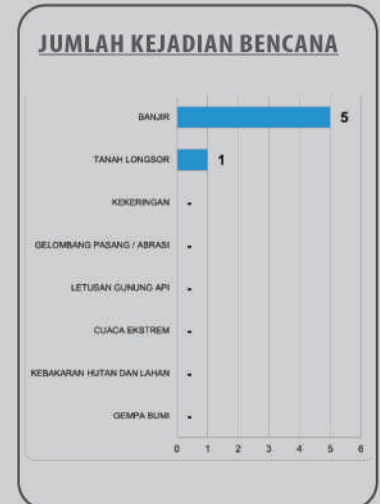 JUMLAH KEJADIAN BENCANA
BANJIR 5
TANAH LONGSOR 1
KEKERINGAN -
GELOMBANG PASANG / ABRASI -
LETUSAN GUNUNG API -
CUACA EKSTREM -
KEBAKARAN HUTAN DAN LAHAN -
GEMPA BUMI -
0 1 2 3 4 5 6